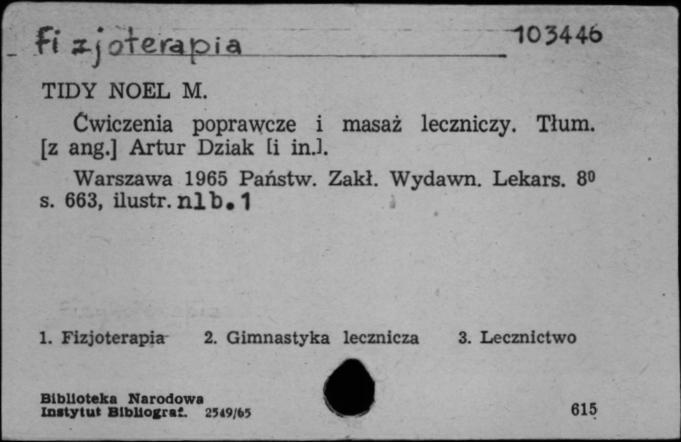 Fizjoterapia 103446
TIDY NOEL M.
Ćwiczenia poprawcze i masaż leczniczy. Tłum.
[z ang.] Artur Dziak [i in.].
Warszawa 1965 Państw. Zakł. Wydawn. Lekars. 8⁰
s. 663, ilustr. nlb. 1
1. Fizjoterapia 2. Gimnastyka lecznicza 3. Lecznictwo
Biblioteka Narodowa
Instytut Bibliograf. 2549/65 615